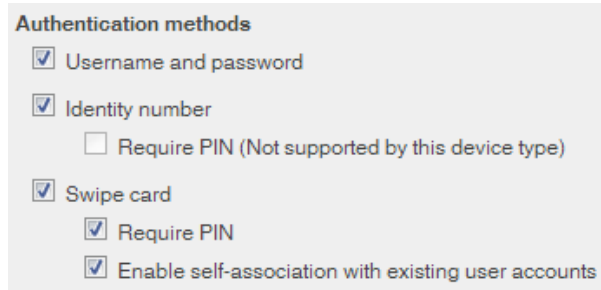 Authentication methods
Username and password
Identity number
Require PIN (Not supported by this device type)
Swipe card
Require PIN
Enable self-association with existing user accounts